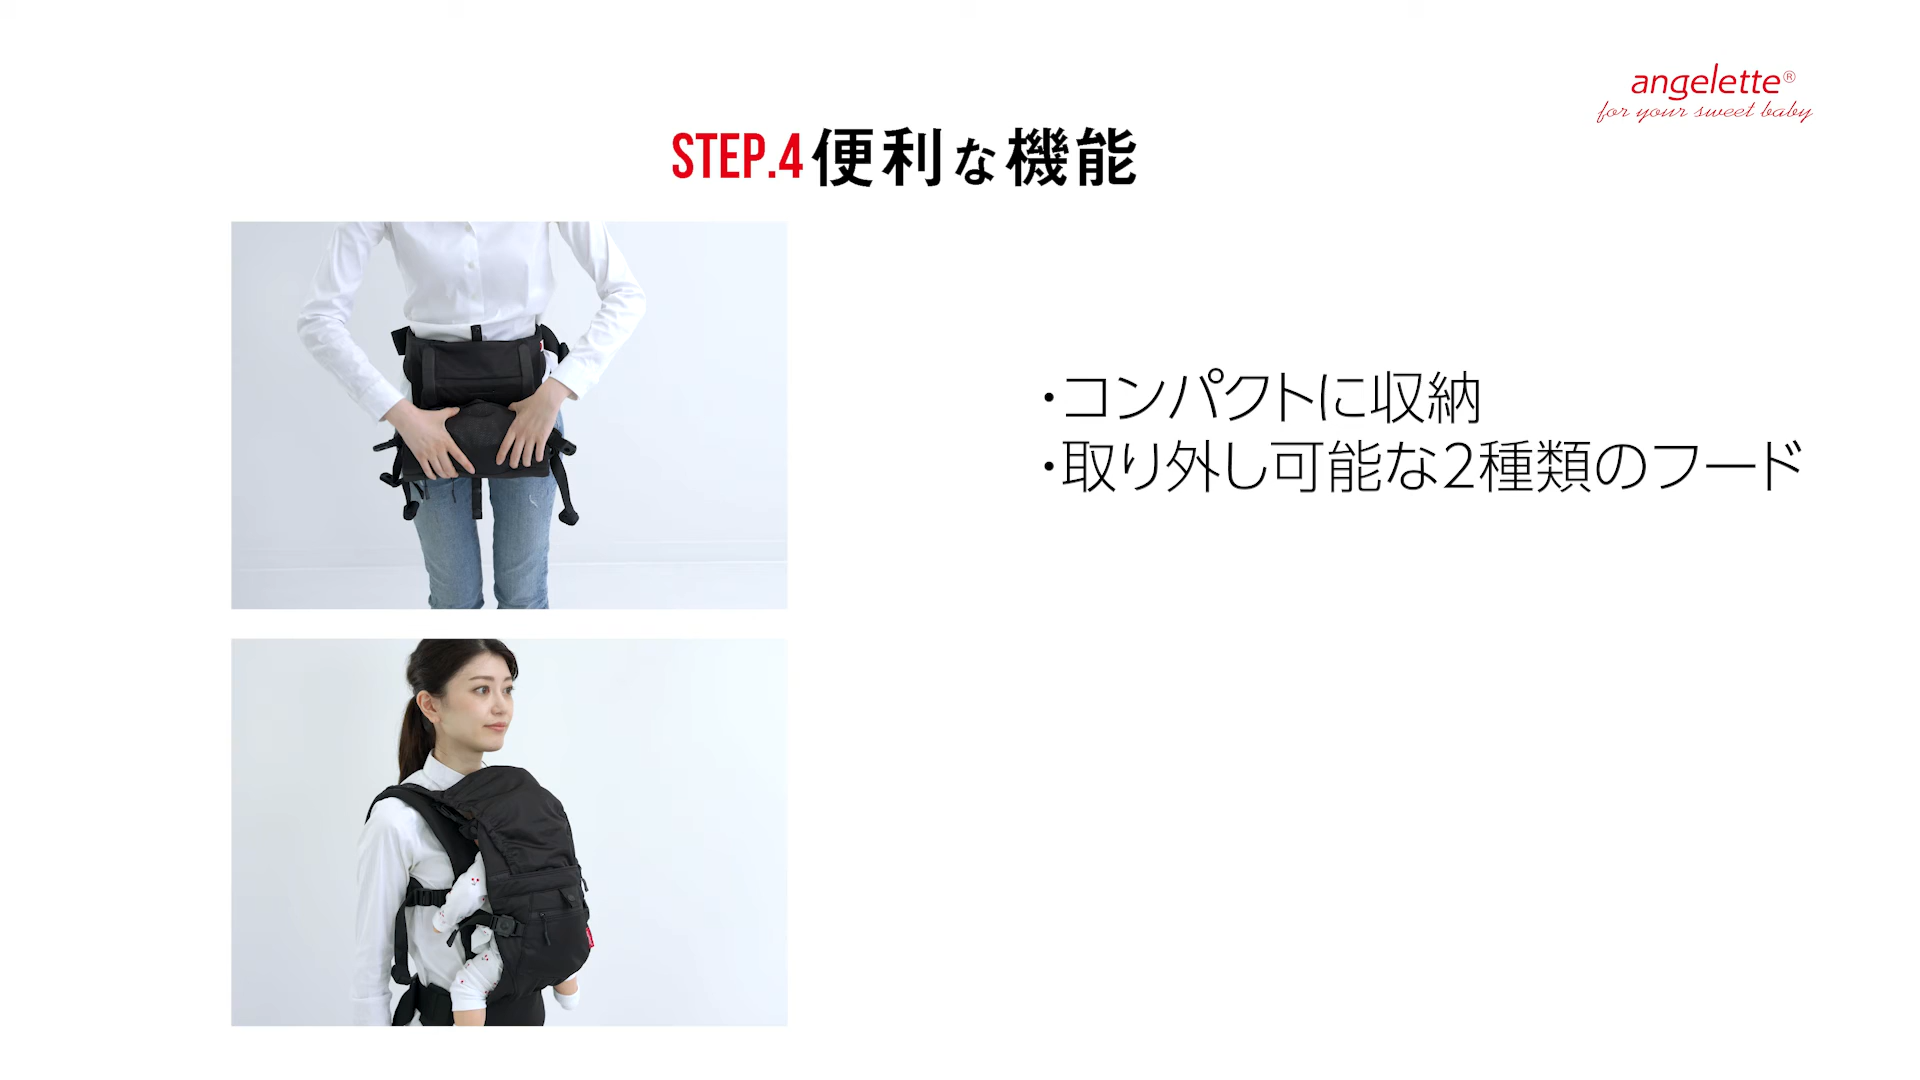 angelette®
for your sweet baby
STEP.4便利な機能
・コンパクトに収納
・取り外し可能な2種類のフード